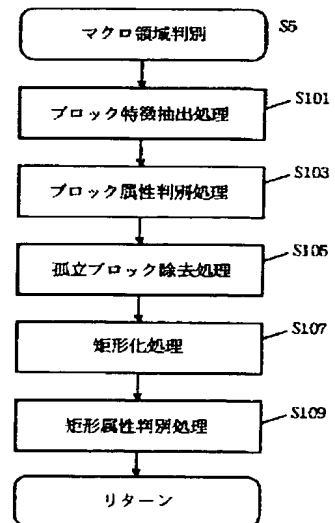 マクロ領域判別 S5
ブロック特徴抽出処理 S101
ブロック属性判別処理 S103
孤立ブロック除去処理 S105
矩形化処理 S107
矩形属性判別処理 S109
リターン